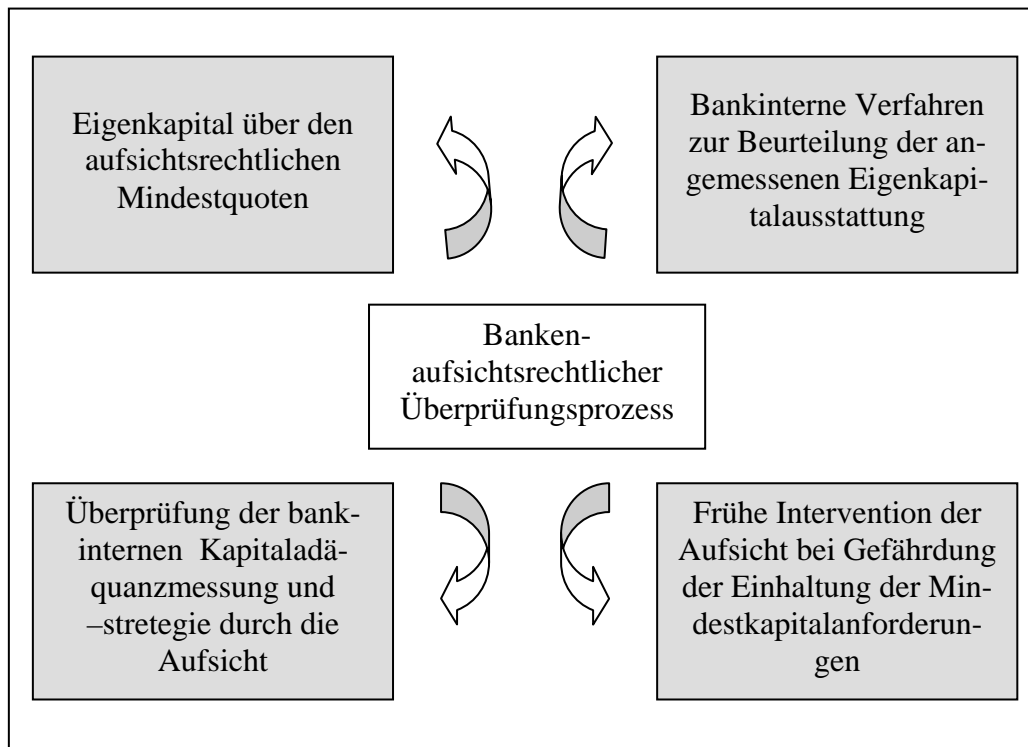 Eigenkapital über den
aufsichtsrechtlichen
Mindestquoten
Bankinterne Verfahren
zur Beurteilung der an-
gemessenen Eigenkapi-
talausstattung
Banken-
aufsichtsrechtlicher
Überprüfungsprozess
Überprüfung der bank-
internen Kapitaladä-
quanzmessung und
–stretegie durch die
Aufsicht
Frühe Intervention der
Aufsicht bei Gefährdung
der Einhaltung der Min-
destkapitalanforderun-
gen